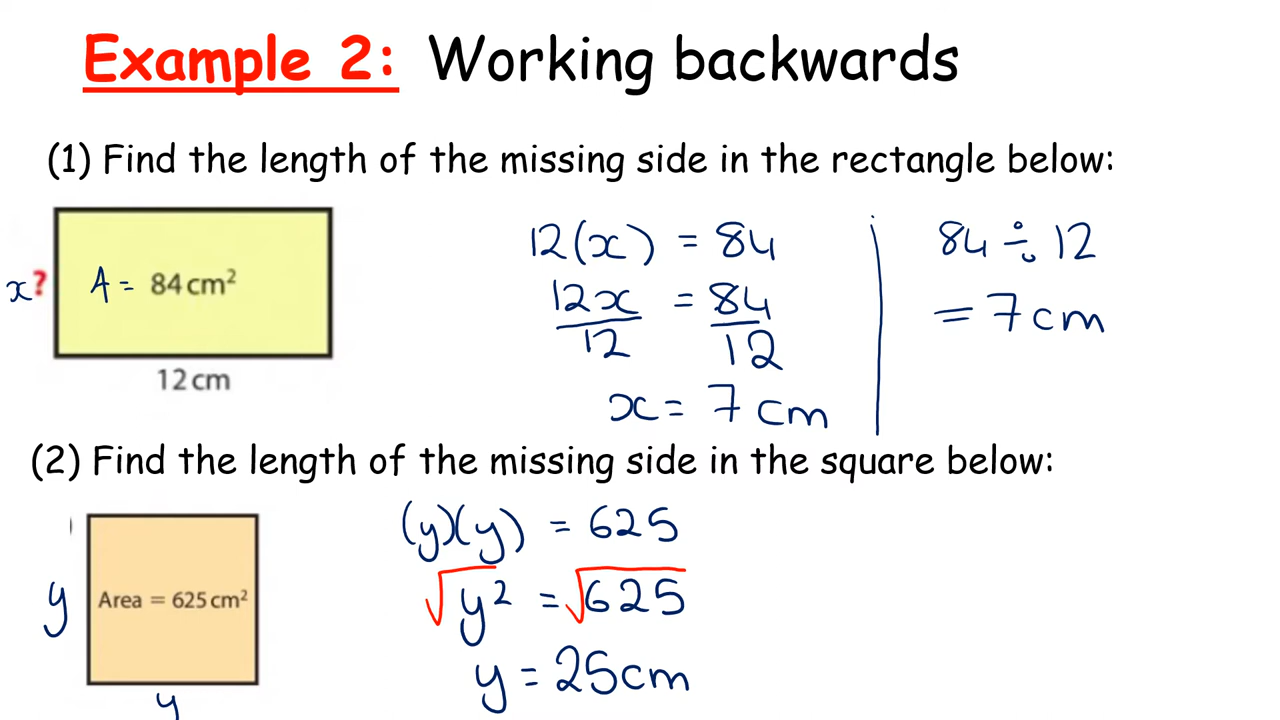 Example 2: Working backwards
(1) Find the length of the missing side in the rectangle below:
x?
A = 84 cm²
12 cm
12(x) = 84
12x/12 = 84/12
x = 7 cm
84 ÷ 12
= 7 cm
(2) Find the length of the missing side in the square below:
y
Area = 625 cm²
y
(y)(y) = 625
√y² = √625
y = 25cm